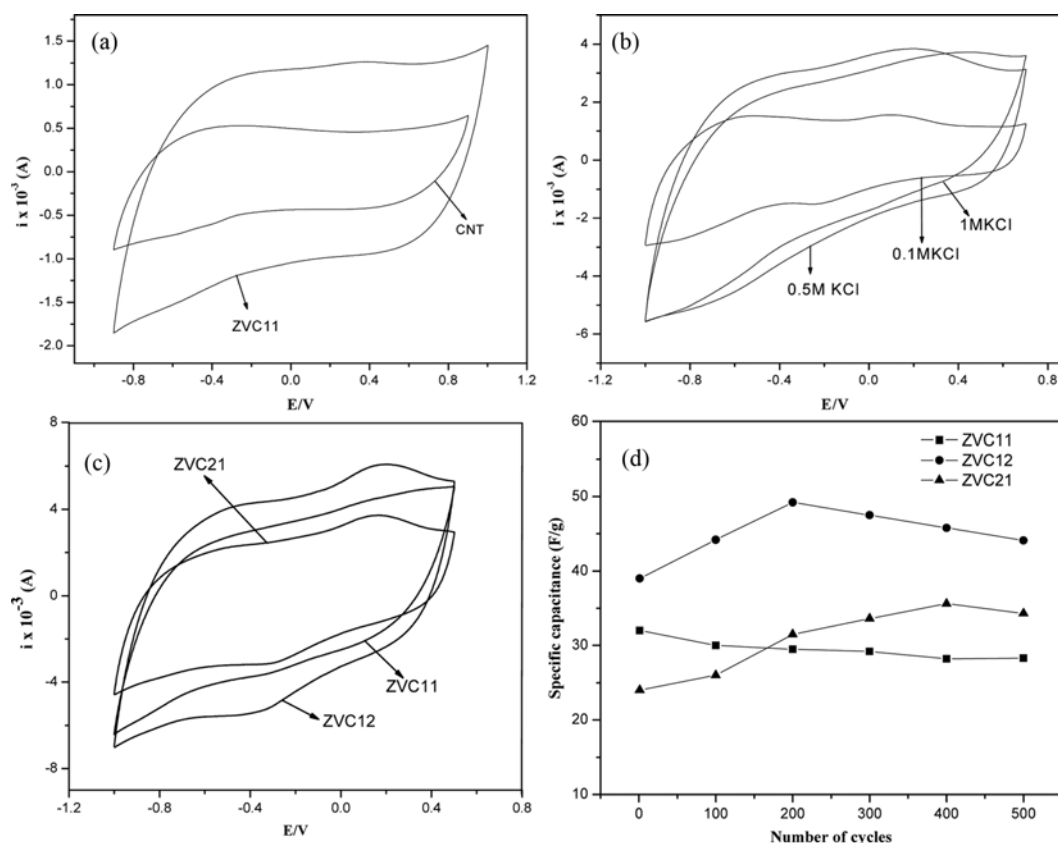 (a)
1.5
1.0
0.5
0.0
-0.5
-1.0
-1.5
-2.0
i x 10⁻³ (A)
CNT
ZVC11
-0.8 -0.4 0.0 0.4 0.8 1.2
E/V
(b)
4
2
0
-2
-4
-6
i x 10⁻³ (A)
1MKCl
0.1MKCl
0.5M KCl
-1.2 -0.8 -0.4 0.0 0.4 0.8
E/V
(c)
8
4
0
-4
-8
i x 10⁻³ (A)
ZVC21
ZVC11
ZVC12
-1.2 -0.8 -0.4 0.0 0.4 0.8
E/V
(d)
60
50
40
30
20
10
Specific capacitance (F/g)
ZVC11
ZVC12
ZVC21
0 100 200 300 400 500
Number of cycles